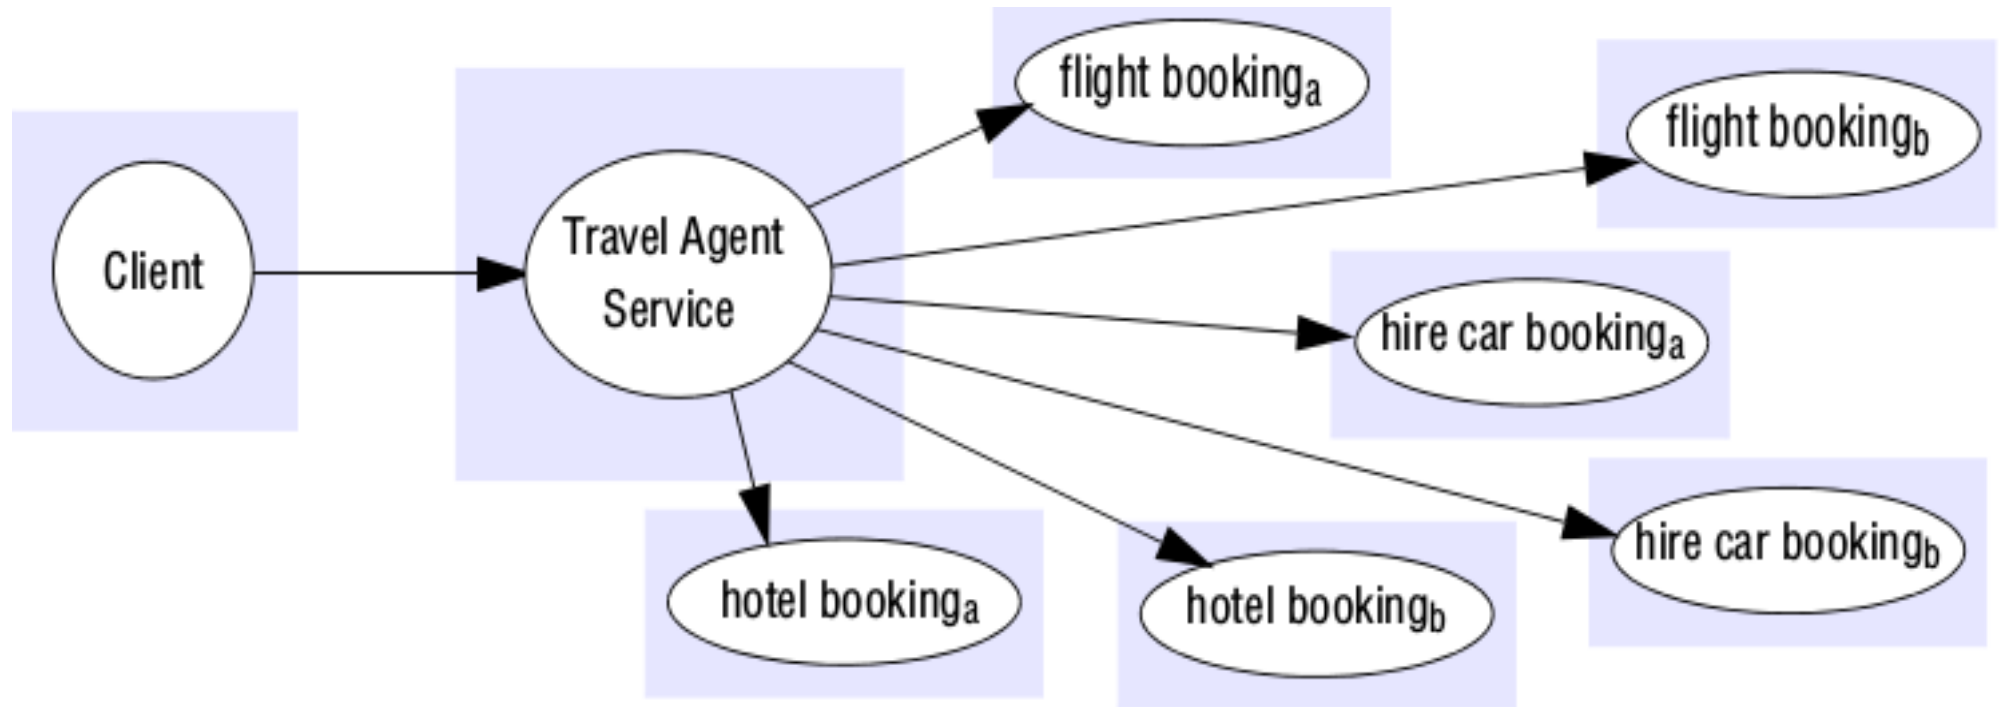 flight bookinga
flight bookingb
Travel Agent
Service
Client
hire car bookinga
hire car bookingb
hotel bookinga
hotel bookingb